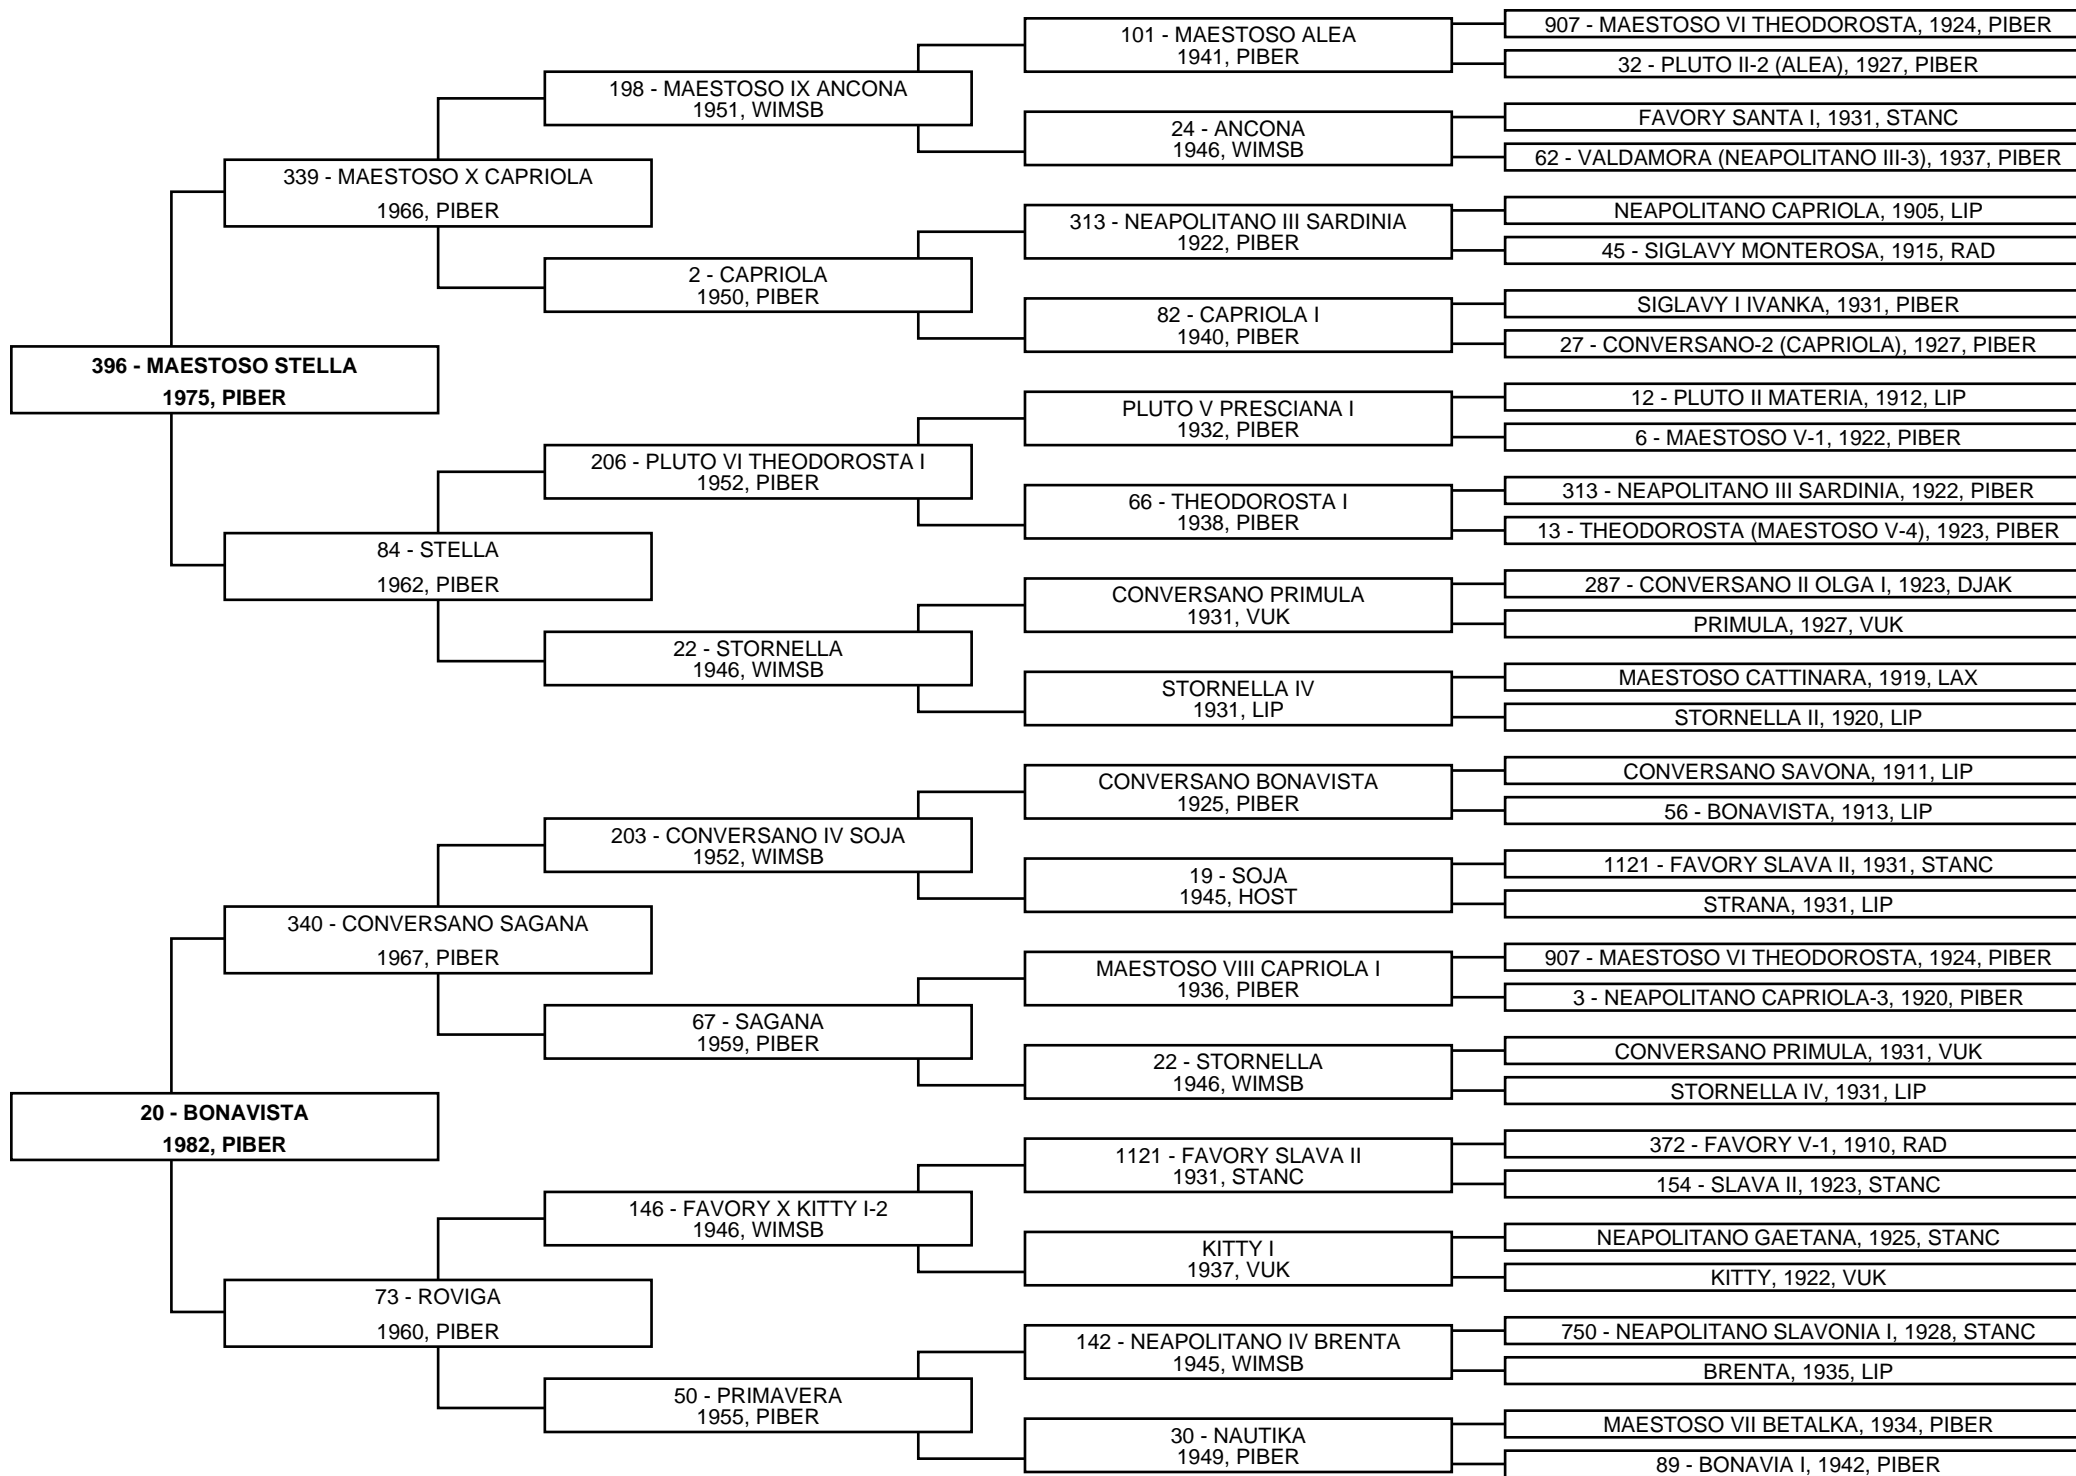 396 - MAESTOSO STELLA
1975, PIBER
20 - BONAVISTA
1982, PIBER
339 - MAESTOSO X CAPRIOLA
1966, PIBER
84 - STELLA
1962, PIBER
340 - CONVERSANO SAGANA
1967, PIBER
73 - ROVIGA
1960, PIBER
198 - MAESTOSO IX ANCONA
1951, WIMSB
2 - CAPRIOLA
1950, PIBER
206 - PLUTO VI THEODOROSTA I
1952, PIBER
22 - STORNELLA
1946, WIMSB
203 - CONVERSANO IV SOJA
1952, WIMSB
67 - SAGANA
1959, PIBER
146 - FAVORY X KITTY I-2
1946, WIMSB
50 - PRIMAVERA
1955, PIBER
101 - MAESTOSO ALEA
1941, PIBER
24 - ANCONA
1946, WIMSB
313 - NEAPOLITANO III SARDINIA
1922, PIBER
82 - CAPRIOLA I
1940, PIBER
PLUTO V PRESCIANA I
1932, PIBER
66 - THEODOROSTA I
1938, PIBER
CONVERSANO PRIMULA
1931, VUK
STORNELLA IV
1931, LIP
CONVERSANO BONAVISTA
1925, PIBER
19 - SOJA
1945, HOST
MAESTOSO VIII CAPRIOLA I
1936, PIBER
22 - STORNELLA
1946, WIMSB
1121 - FAVORY SLAVA II
1931, STANC
KITTY I
1937, VUK
142 - NEAPOLITANO IV BRENTA
1945, WIMSB
30 - NAUTIKA
1949, PIBER
907 - MAESTOSO VI THEODOROSTA, 1924, PIBER
32 - PLUTO II-2 (ALEA), 1927, PIBER
FAVORY SANTA I, 1931, STANC
62 - VALDAMORA (NEAPOLITANO III-3), 1937, PIBER
NEAPOLITANO CAPRIOLA, 1905, LIP
45 - SIGLAVY MONTEROSA, 1915, RAD
SIGLAVY I IVANKA, 1931, PIBER
27 - CONVERSANO-2 (CAPRIOLA), 1927, PIBER
12 - PLUTO II MATERIA, 1912, LIP
6 - MAESTOSO V-1, 1922, PIBER
313 - NEAPOLITANO III SARDINIA, 1922, PIBER
13 - THEODOROSTA (MAESTOSO V-4), 1923, PIBER
287 - CONVERSANO II OLGA I, 1923, DJAK
PRIMULA, 1927, VUK
MAESTOSO CATTINARA, 1919, LAX
STORNELLA II, 1920, LIP
CONVERSANO SAVONA, 1911, LIP
56 - BONAVISTA, 1913, LIP
1121 - FAVORY SLAVA II, 1931, STANC
STRANA, 1931, LIP
907 - MAESTOSO VI THEODOROSTA, 1924, PIBER
3 - NEAPOLITANO CAPRIOLA-3, 1920, PIBER
CONVERSANO PRIMULA, 1931, VUK
STORNELLA IV, 1931, LIP
372 - FAVORY V-1, 1910, RAD
154 - SLAVA II, 1923, STANC
NEAPOLITANO GAETANA, 1925, STANC
KITTY, 1922, VUK
750 - NEAPOLITANO SLAVONIA I, 1928, STANC
BRENTA, 1935, LIP
MAESTOSO VII BETALKA, 1934, PIBER
89 - BONAVIA I, 1942, PIBER